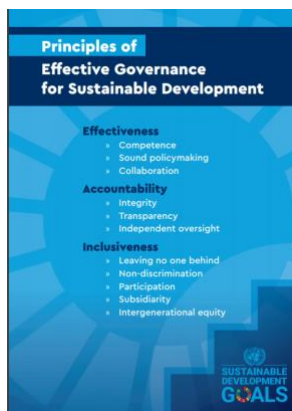 Principles of
Effective Governance
for Sustainable Development
Effectiveness
» Competence
» Sound policymaking
» Collaboration
Accountability
» Integrity
» Transparency
» Independent oversight
Inclusiveness
» Leaving no one behind
» Non-discrimination
» Participation
» Subsidiarity
» Intergenerational equity
SUSTAINABLE
DEVELOPMENT
GOALS